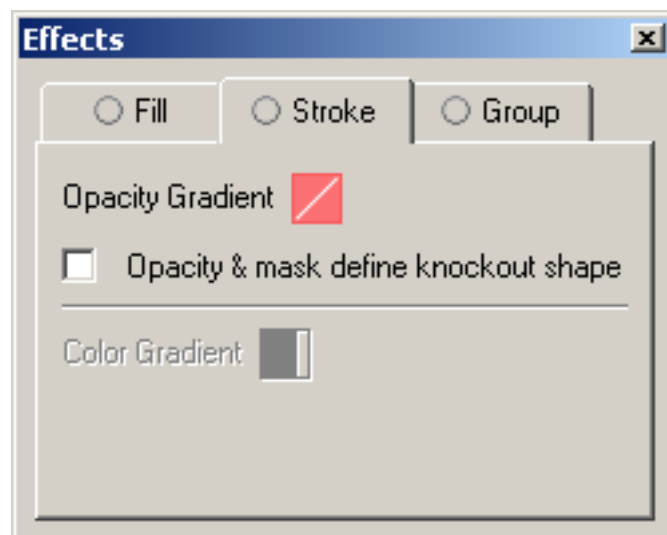 Effects
Fill Stroke Group
Opacity Gradient
Opacity & mask define knockout shape
Color Gradient